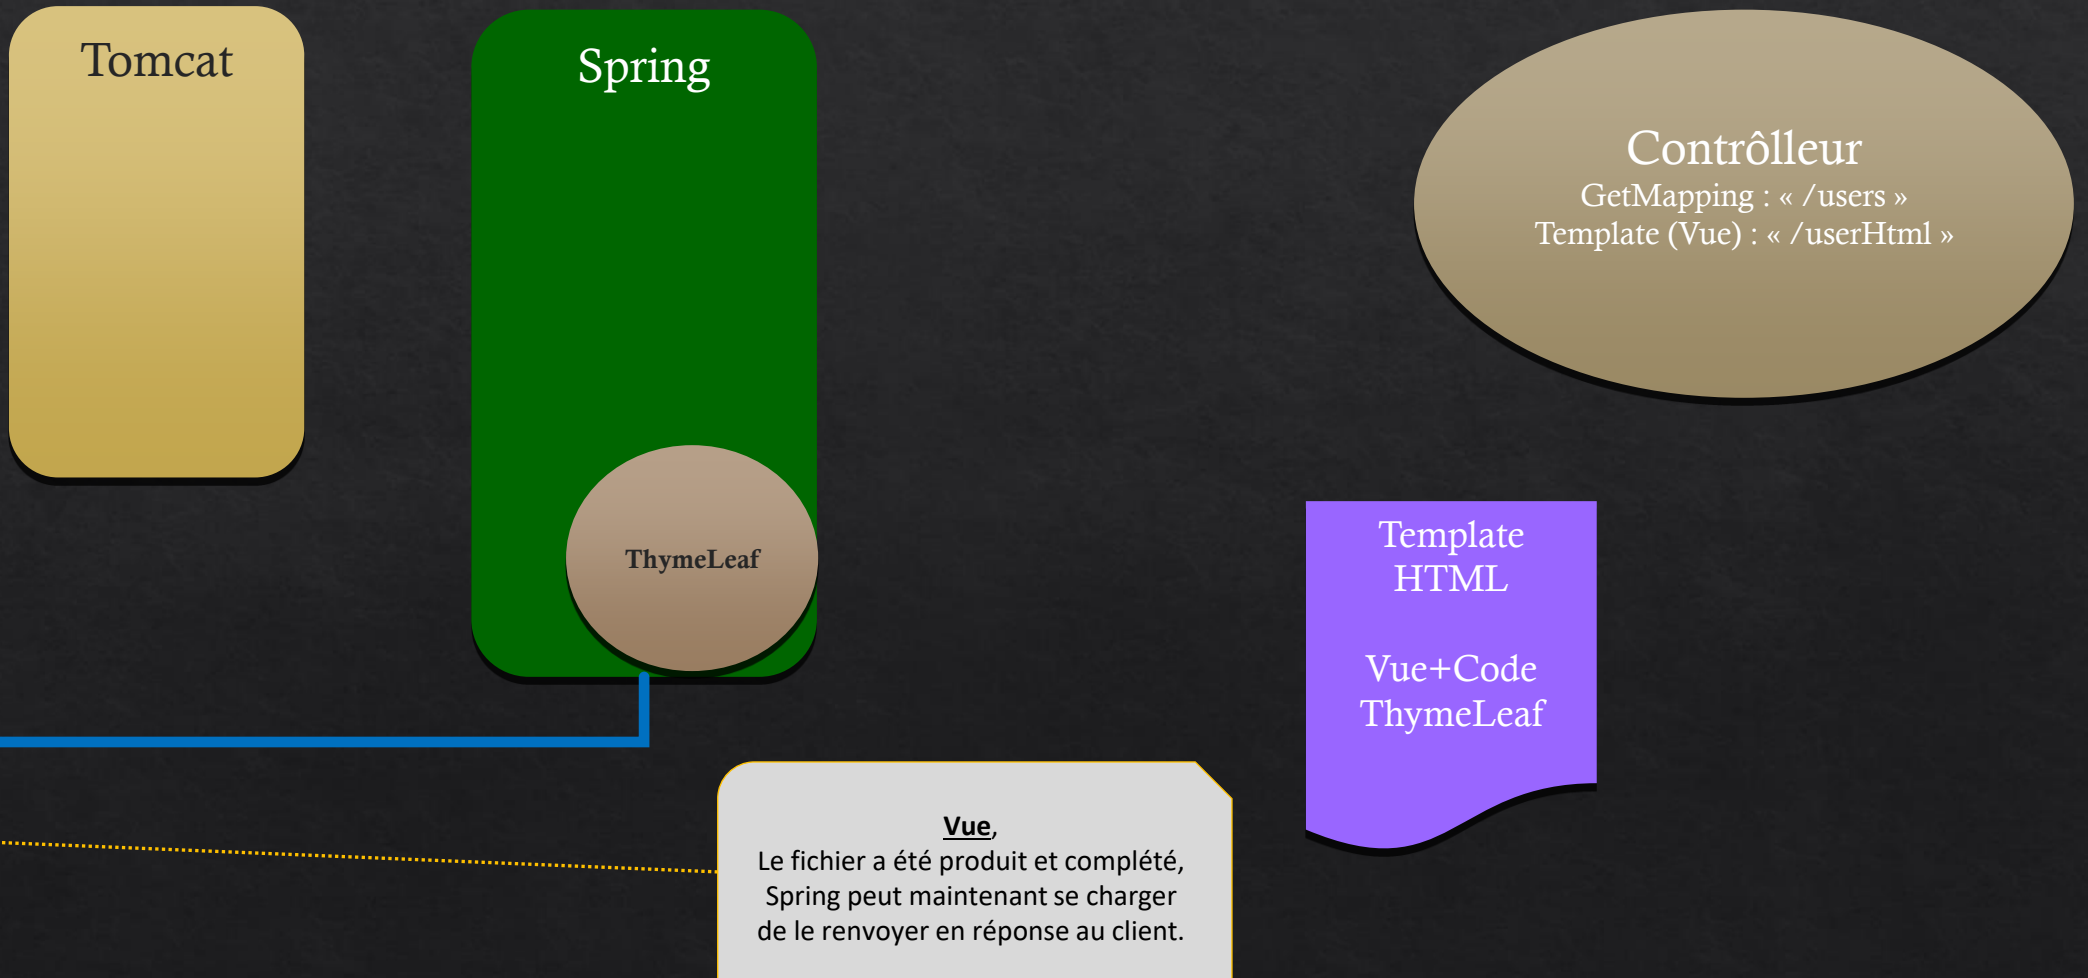 Tomcat
Spring
ThymeLeaf
Contrôlleur
GetMapping : « /users »
Template (Vue) : « /userHtml »
Template
HTML
Vue+Code
ThymeLeaf
Vue,
Le fichier a été produit et complété,
Spring peut maintenant se charger
de le renvoyer en réponse au client.